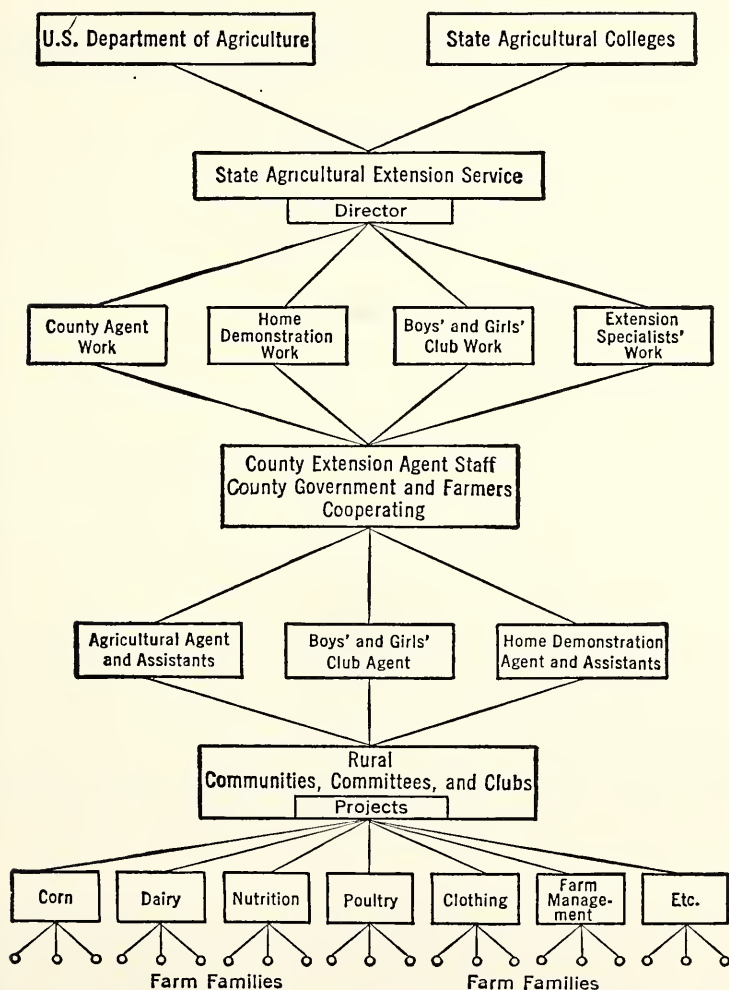 U.S. Department of Agriculture
State Agricultural Colleges
State Agricultural Extension Service
Director
County Agent
Work
Home
Demonstration
Work
Boys' and Girls'
Club Work
Extension
Specialists'
Work
County Extension Agent Staff
County Government and Farmers
Cooperating
Agricultural Agent
and Assistants
Boys' and Girls'
Club Agent
Home Demonstration
Agent and Assistants
Rural
Communities, Committees, and Clubs
Projects
Corn
Dairy
Nutrition
Poultry
Clothing
Farm
Manage-
ment
Etc.
Farm Families
Farm Families